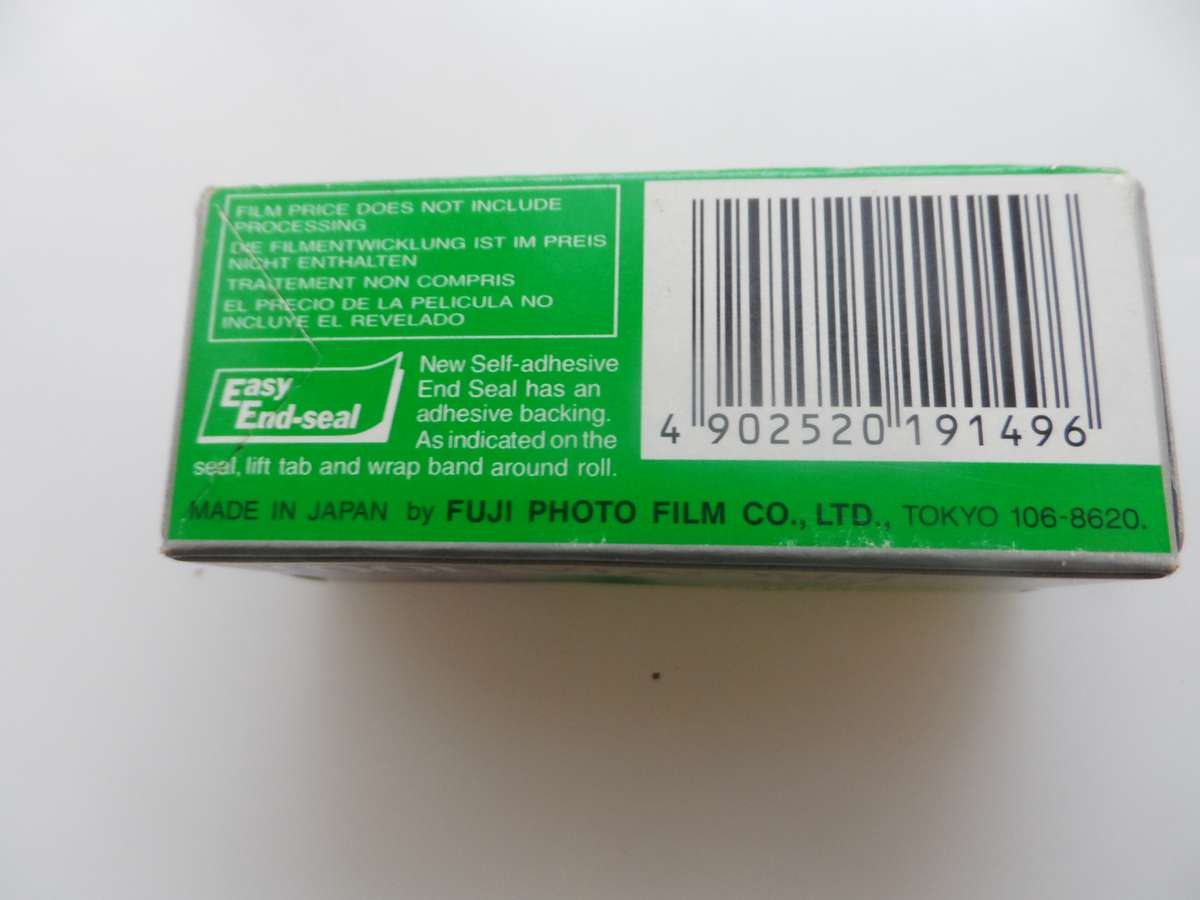 FILM PRICE DOES NOT INCLUDE
PROCESSING
DIE FILMENTWICKLUNG IST IM PREIS
NICHT ENTHALTEN
TRAITEMENT NON COMPRIS
EL PRECIO DE LA PELICULA NO
INCLUYE EL REVELADO
Easy
End-seal
New Self-adhesive
End Seal has an
adhesive backing.
As indicated on the
seal, lift tab and wrap band around roll.
4 902520 191496
MADE IN JAPAN by FUJI PHOTO FILM CO., LTD., TOKYO 106-8620.